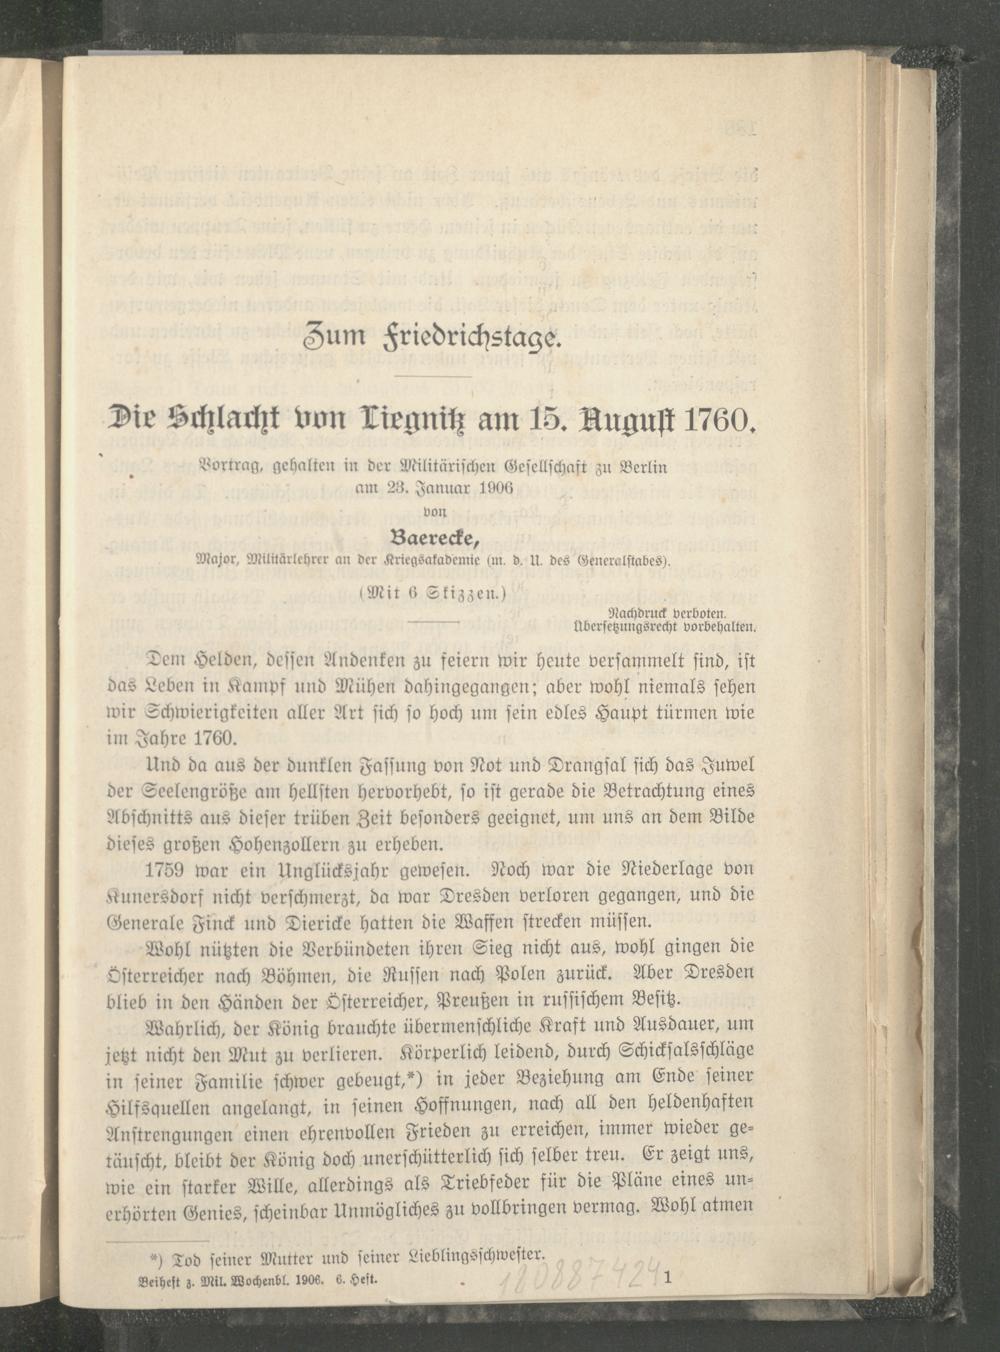 Zum Friedrichstage.
Die Schlacht von Liegnitz am 15. August 1760.
Vortrag, gehalten in der Militärischen Gesellschaft zu Berlin
am 23. Januar 1906
von
Baerecke,
Major, Militärlehrer an der Kriegsakademie (m. d. U. des Generalstabes).
(Mit 6 Skizzen.)
Nachdruck verboten.
Übersetzungsrecht vorbehalten.
Dem Helden, dessen Andenken zu feiern wir heute versammelt sind, ist
das Leben in Kampf und Mühen dahingegangen; aber wohl niemals sehen
wir Schwierigkeiten aller Art sich so hoch um sein edles Haupt türmen wie
im Jahre 1760.
Und da aus der dunklen Fassung von Not und Drangsal sich das Juwel
der Seelengröße am hellsten hervorhebt, so ist gerade die Betrachtung eines
Abschnitts aus dieser trüben Zeit besonders geeignet, um uns an dem Bilde
dieses großen Hohenzollern zu erheben.
1759 war ein Unglücksjahr gewesen. Noch war die Niederlage von
Kunersdorf nicht verschmerzt, da war Dresden verloren gegangen, und die
Generale Finck und Diericke hatten die Waffen strecken müssen.
Wohl nützten die Verbündeten ihren Sieg nicht aus, wohl gingen die
Österreicher nach Böhmen, die Russen nach Polen zurück. Aber Dresden
blieb in den Händen der Österreicher, Preußen in russischem Besitz.
Wahrlich, der König brauchte übermenschliche Kraft und Ausdauer, um
jetzt nicht den Mut zu verlieren. Körperlich leidend, durch Schicksalsschläge
in seiner Familie schwer gebeugt,*) in jeder Beziehung am Ende seiner
Hilfsquellen angelangt, in seinen Hoffnungen, nach all den heldenhaften
Anstrengungen einen ehrenvollen Frieden zu erreichen, immer wieder ge-
täuscht, bleibt der König doch unerschütterlich sich selber treu. Er zeigt uns,
wie ein starker Wille, allerdings als Triebfeder für die Pläne eines un-
erhörten Genies, scheinbar Unmögliches zu vollbringen vermag. Wohl atmen
*) Tod seiner Mutter und seiner Lieblingsschwester.
Beiheft z. Mil. Wochenbl. 1906. 6. Heft.
180887424 1